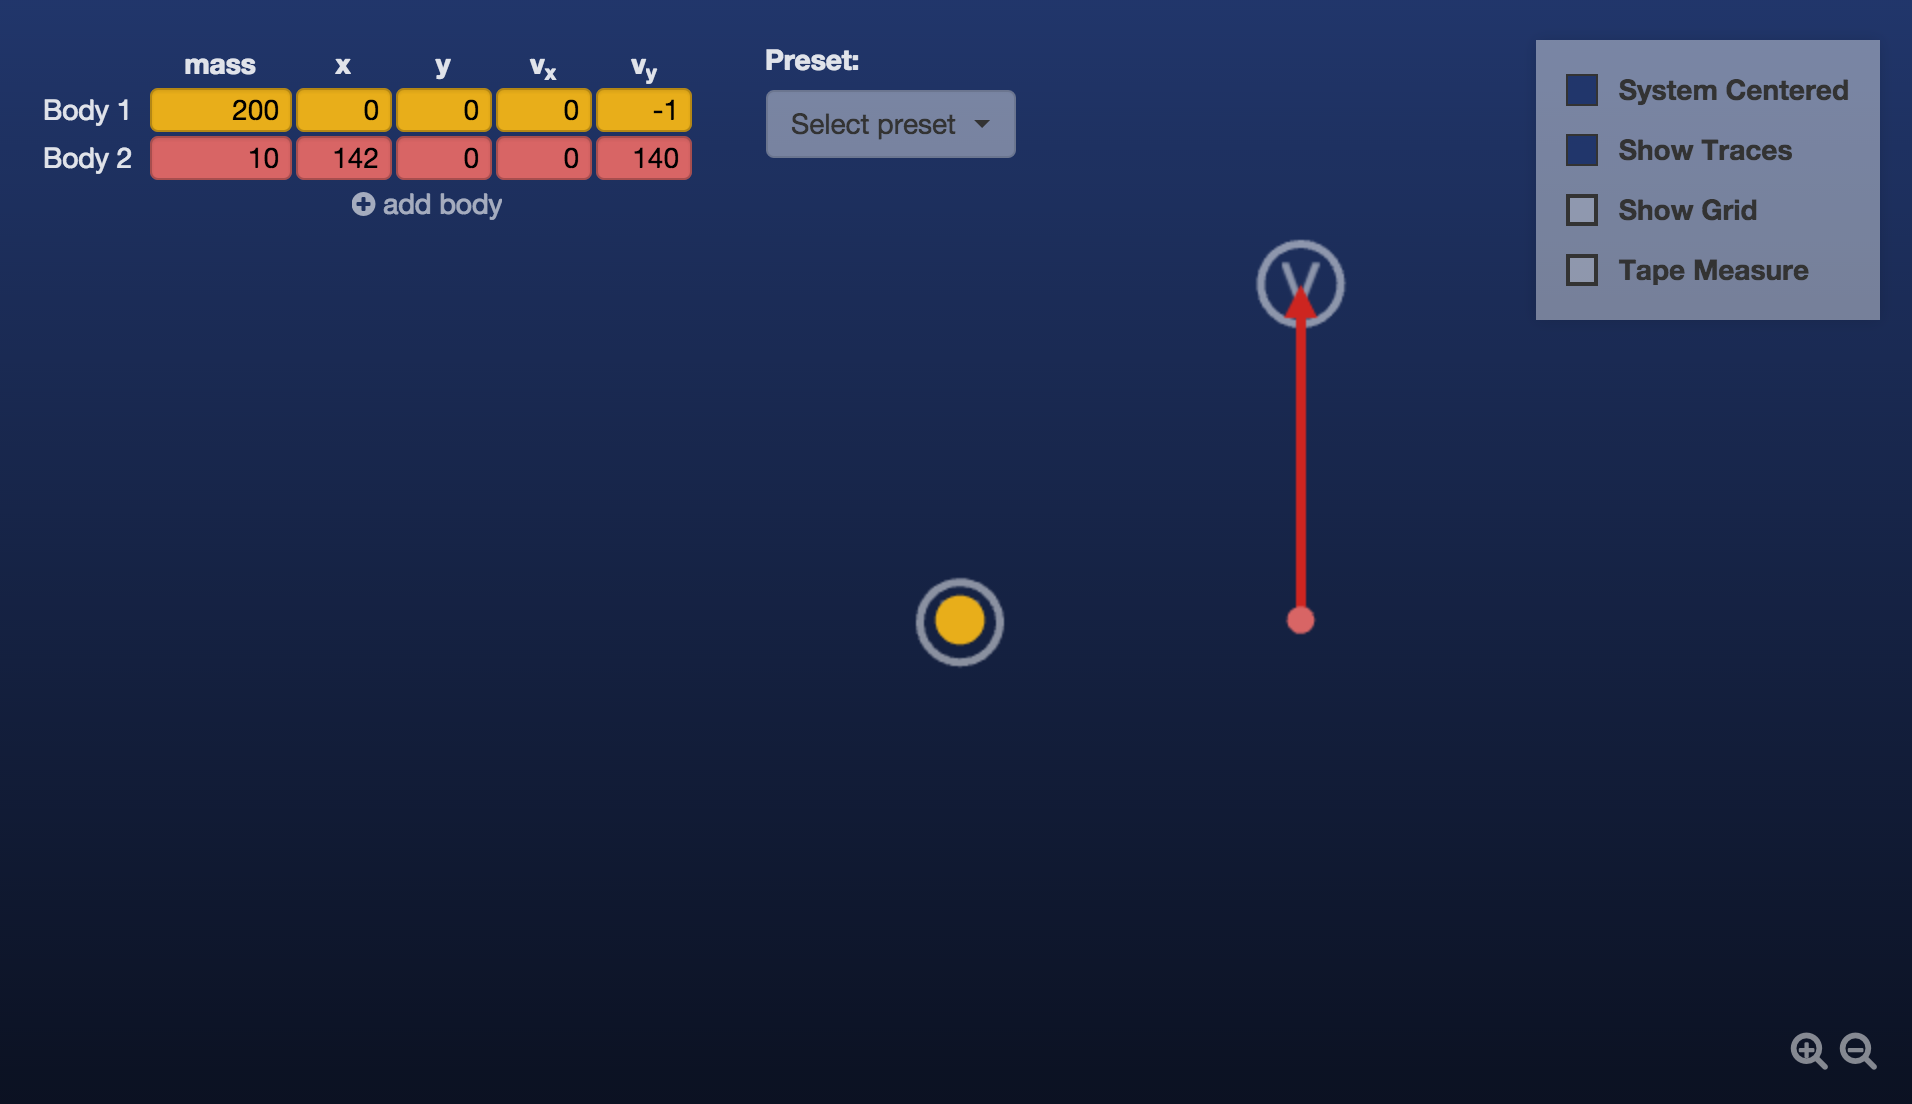 mass x y vx vy
Body 1 200 0 0 0 -1
Body 2 10 142 0 0 140
add body
Preset:
Select preset
System Centered
Show Traces
Show Grid
Tape Measure
V